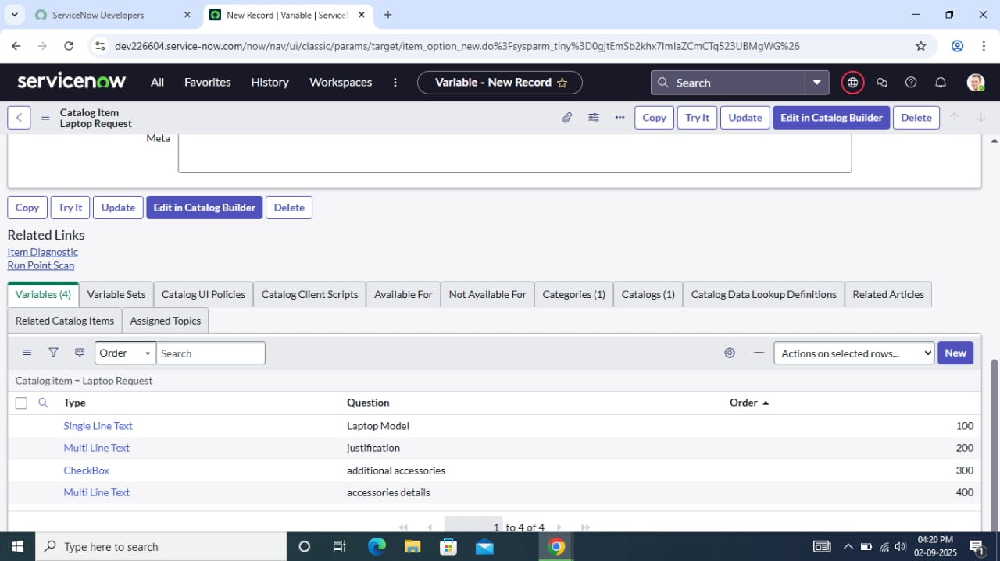 ServiceNow Developers
New Record | Variable | Service
dev226604.service-now.com/now/nav/ui/classic/params/target/item_option_new.do%3Fsysparm_tiny%3D0gjtEmSb2khx7ImIaZCmCTq523UBMgWG%26
servicenow All Favorites History Workspaces Variable - New Record Search
Catalog Item
Laptop Request
Copy Try It Update Edit in Catalog Builder Delete
Meta
Copy Try It Update Edit in Catalog Builder Delete
Related Links
Item Diagnostic
Run Point Scan
Variables (4) Variable Sets Catalog UI Policies Catalog Client Scripts Available For Not Available For Categories (1) Catalogs (1) Catalog Data Lookup Definitions Related Articles
Related Catalog Items Assigned Topics
Order Search Actions on selected rows... New
Catalog item = Laptop Request
Type Question Order
Single Line Text Laptop Model 100
Multi Line Text justification 200
CheckBox additional accessories 300
Multi Line Text accessories details 400
1 to 4 of 4
Type here to search
04:20 PM
02-09-2025
1